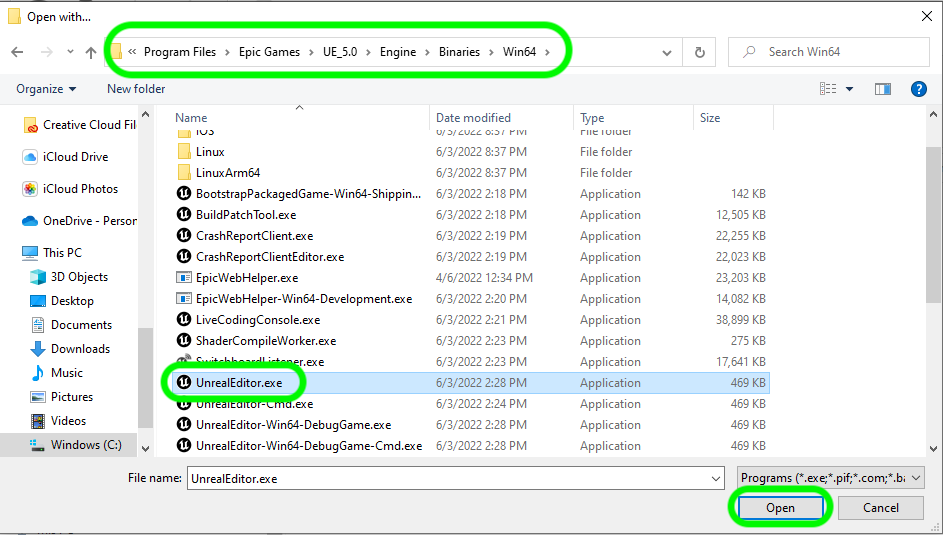 Open with...
« Program Files > Epic Games > UE_5.0 > Engine > Binaries > Win64 >
Search Win64
Organize
New folder
Name Date modified Type Size
iOS 6/3/2022 8:37 PM File folder
Linux 6/3/2022 8:37 PM File folder
LinuxArm64 6/3/2022 8:37 PM File folder
BootstrapPackagedGame-Win64-Shippin... 6/3/2022 2:18 PM Application 142 KB
BuildPatchTool.exe 6/3/2022 2:18 PM Application 12,505 KB
CrashReportClient.exe 6/3/2022 2:19 PM Application 22,255 KB
CrashReportClientEditor.exe 6/3/2022 2:19 PM Application 22,023 KB
EpicWebHelper.exe 4/6/2022 12:34 PM Application 23,203 KB
EpicWebHelper-Win64-Development.exe 6/3/2022 2:20 PM Application 14,082 KB
LiveCodingConsole.exe 6/3/2022 2:21 PM Application 38,899 KB
ShaderCompileWorker.exe 6/3/2022 2:23 PM Application 275 KB
SwitchboardListener.exe 6/3/2022 2:23 PM Application 17,641 KB
UnrealEditor.exe 6/3/2022 2:28 PM Application 469 KB
UnrealEditor-Cmd.exe 6/3/2022 2:24 PM Application 469 KB
UnrealEditor-Win64-DebugGame.exe 6/3/2022 2:28 PM Application 469 KB
UnrealEditor-Win64-DebugGame-Cmd.exe 6/3/2022 2:28 PM Application 469 KB
Creative Cloud Fil
iCloud Drive
iCloud Photos
OneDrive - Person
This PC
3D Objects
Desktop
Documents
Downloads
Music
Pictures
Videos
Windows (C:)
File name: UnrealEditor.exe
Programs (*.exe;*.pif;*.com;*.ba
Open
Cancel